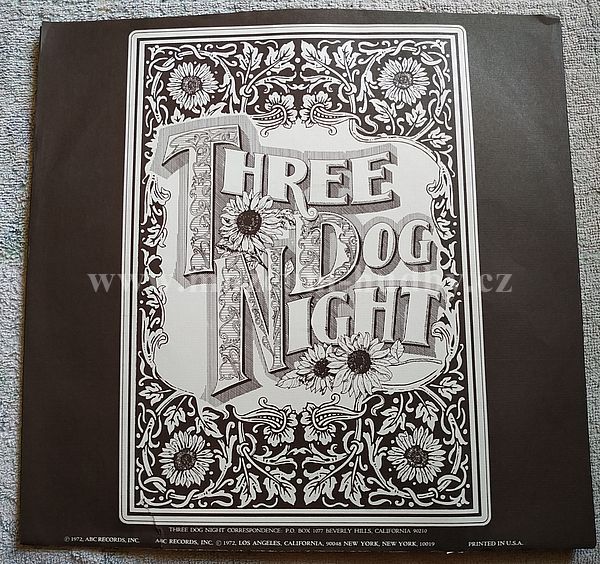 THREE
DOG
NIGHT
THREE DOG NIGHT CORRESPONDENCE: P.O. BOX 1077 BEVERLY HILLS, CALIFORNIA 90210
© 1972, ABC RECORDS, INC. ABC RECORDS, INC. © 1972, LOS ANGELES, CALIFORNIA, 90048 NEW YORK, NEW YORK, 10019 PRINTED IN U.S.A.